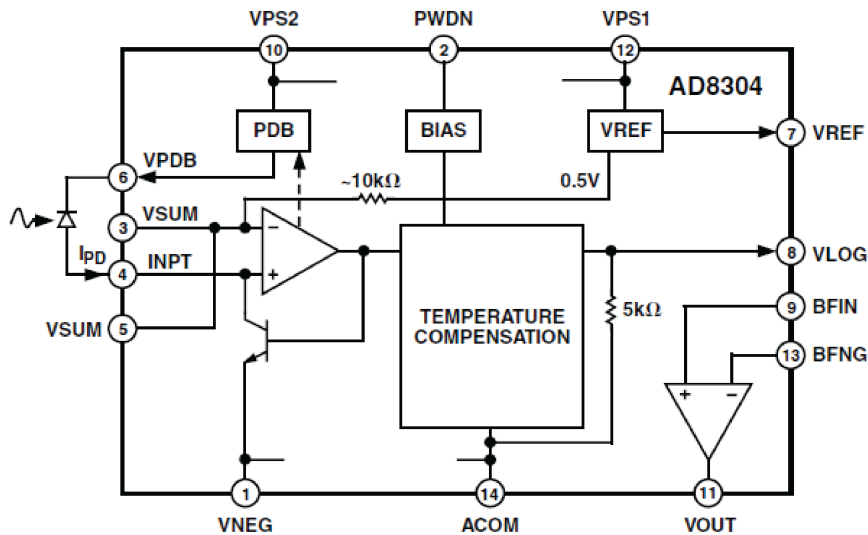 VPS2 PWDN VPS1
10 2 12
AD8304
PDB BIAS VREF
7 VREF
VPDB
6
~10kΩ 0.5V
VSUM
3
−
8 VLOG
IPD
4 INPT
+
TEMPERATURE
COMPENSATION
5kΩ
9 BFIN
VSUM 5
13 BFNG
+ −
1 14 11
VNEG ACOM VOUT